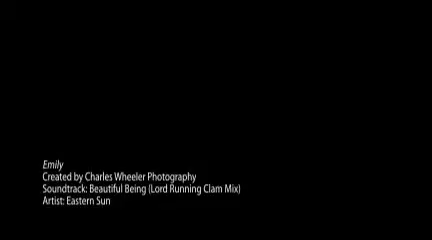 Emily
Created by Charles Wheeler Photography
Soundtrack: Beautiful Being (Lord Running Clam Mix)
Artist: Eastern Sun